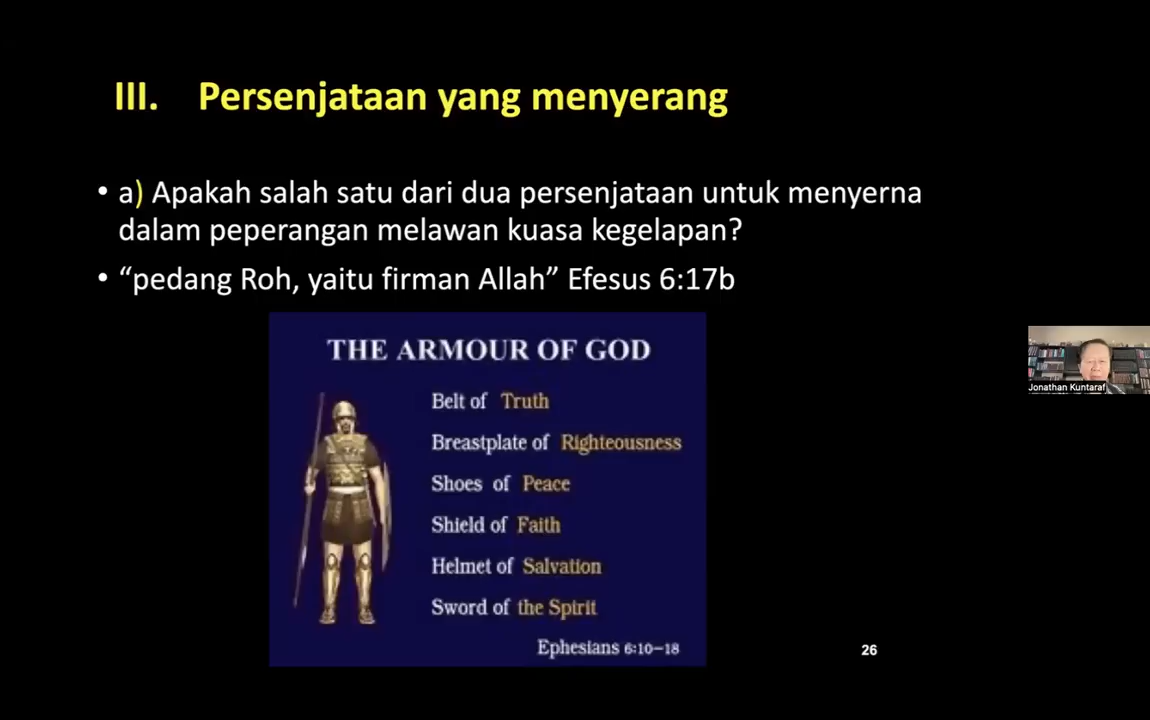 III. Persenjataan yang menyerang
• a) Apakah salah satu dari dua persenjataan untuk menyerna
dalam peperangan melawan kuasa kegelapan?
• “pedang Roh, yaitu firman Allah” Efesus 6:17b
THE ARMOUR OF GOD
Belt of Truth
Breastplate of Righteousness
Shoes of Peace
Shield of Faith
Helmet of Salvation
Sword of the Spirit
Ephesians 6:10–18
Jonathan Kuntaraf
26